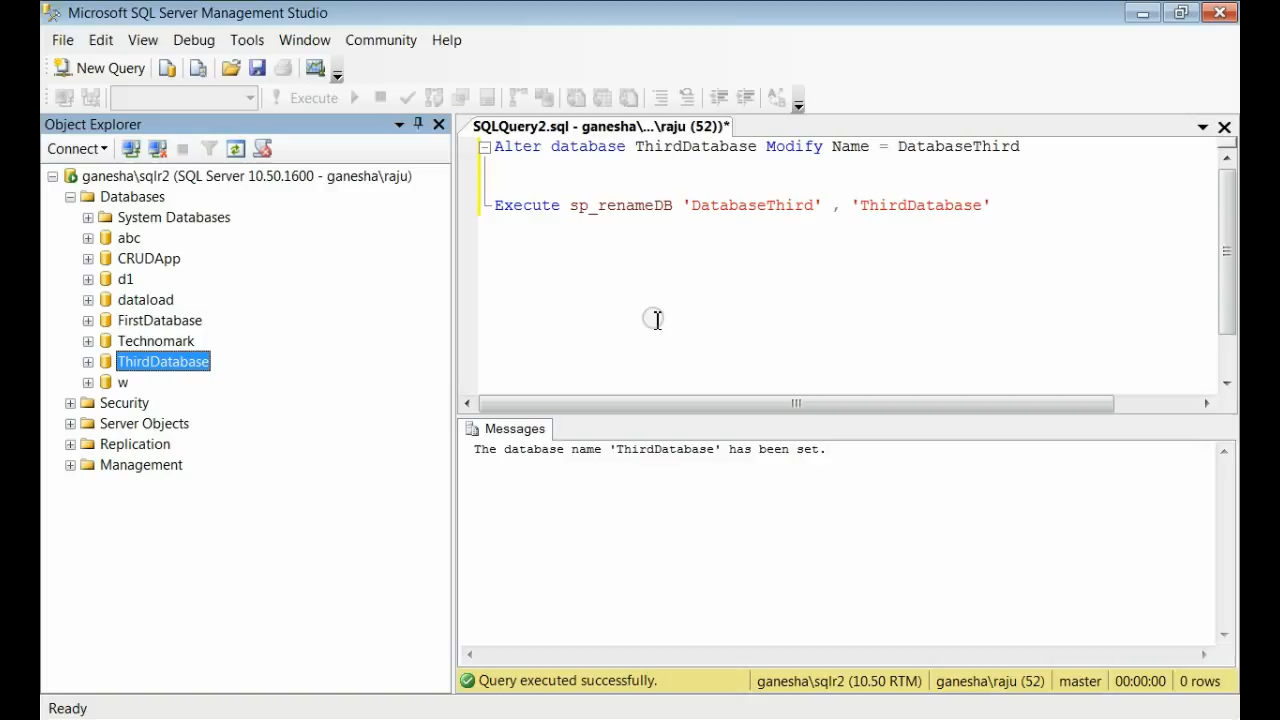 Microsoft SQL Server Management Studio
File Edit View Debug Tools Window Community Help
New Query
Execute
Object Explorer
SQLQuery2.sql - ganesha\...\raju (52))*
Connect
Alter database ThirdDatabase Modify Name = DatabaseThird
Execute sp_renameDB 'DatabaseThird' , 'ThirdDatabase'
ganesha\sqlr2 (SQL Server 10.50.1600 - ganesha\raju)
Databases
System Databases
abc
CRUDApp
d1
dataload
FirstDatabase
Technomark
ThirdDatabase
w
Security
Server Objects
Replication
Management
Messages
The database name 'ThirdDatabase' has been set.
Query executed successfully.
ganesha\sqlr2 (10.50 RTM) ganesha\raju (52) master 00:00:00 0 rows
Ready